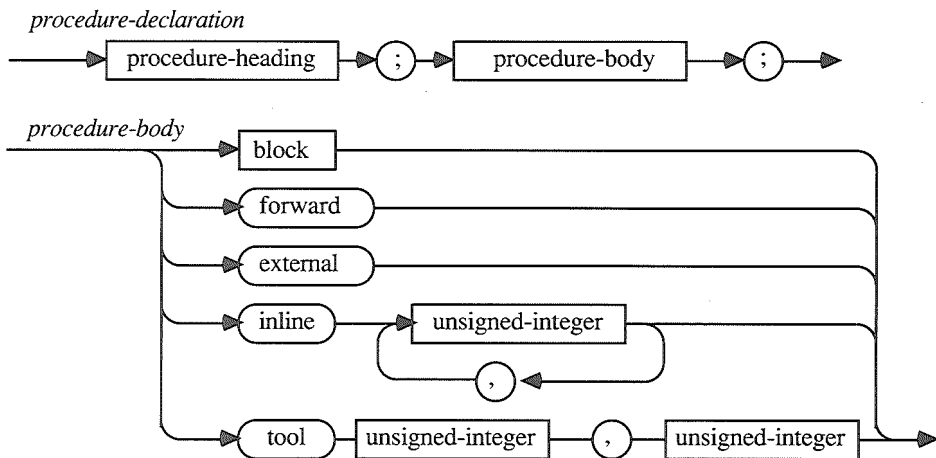 procedure-declaration
procedure-heading ; procedure-body ;
procedure-body
block
forward
external
inline unsigned-integer
,
tool unsigned-integer , unsigned-integer